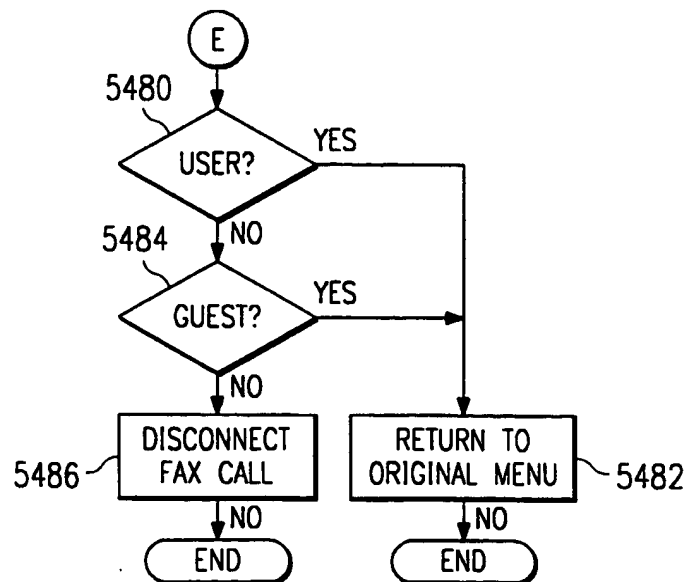 E
5480
USER?
YES
NO
5484
GUEST?
YES
NO
DISCONNECT
FAX CALL
5486
RETURN TO
ORIGINAL MENU
5482
NO
NO
END
END